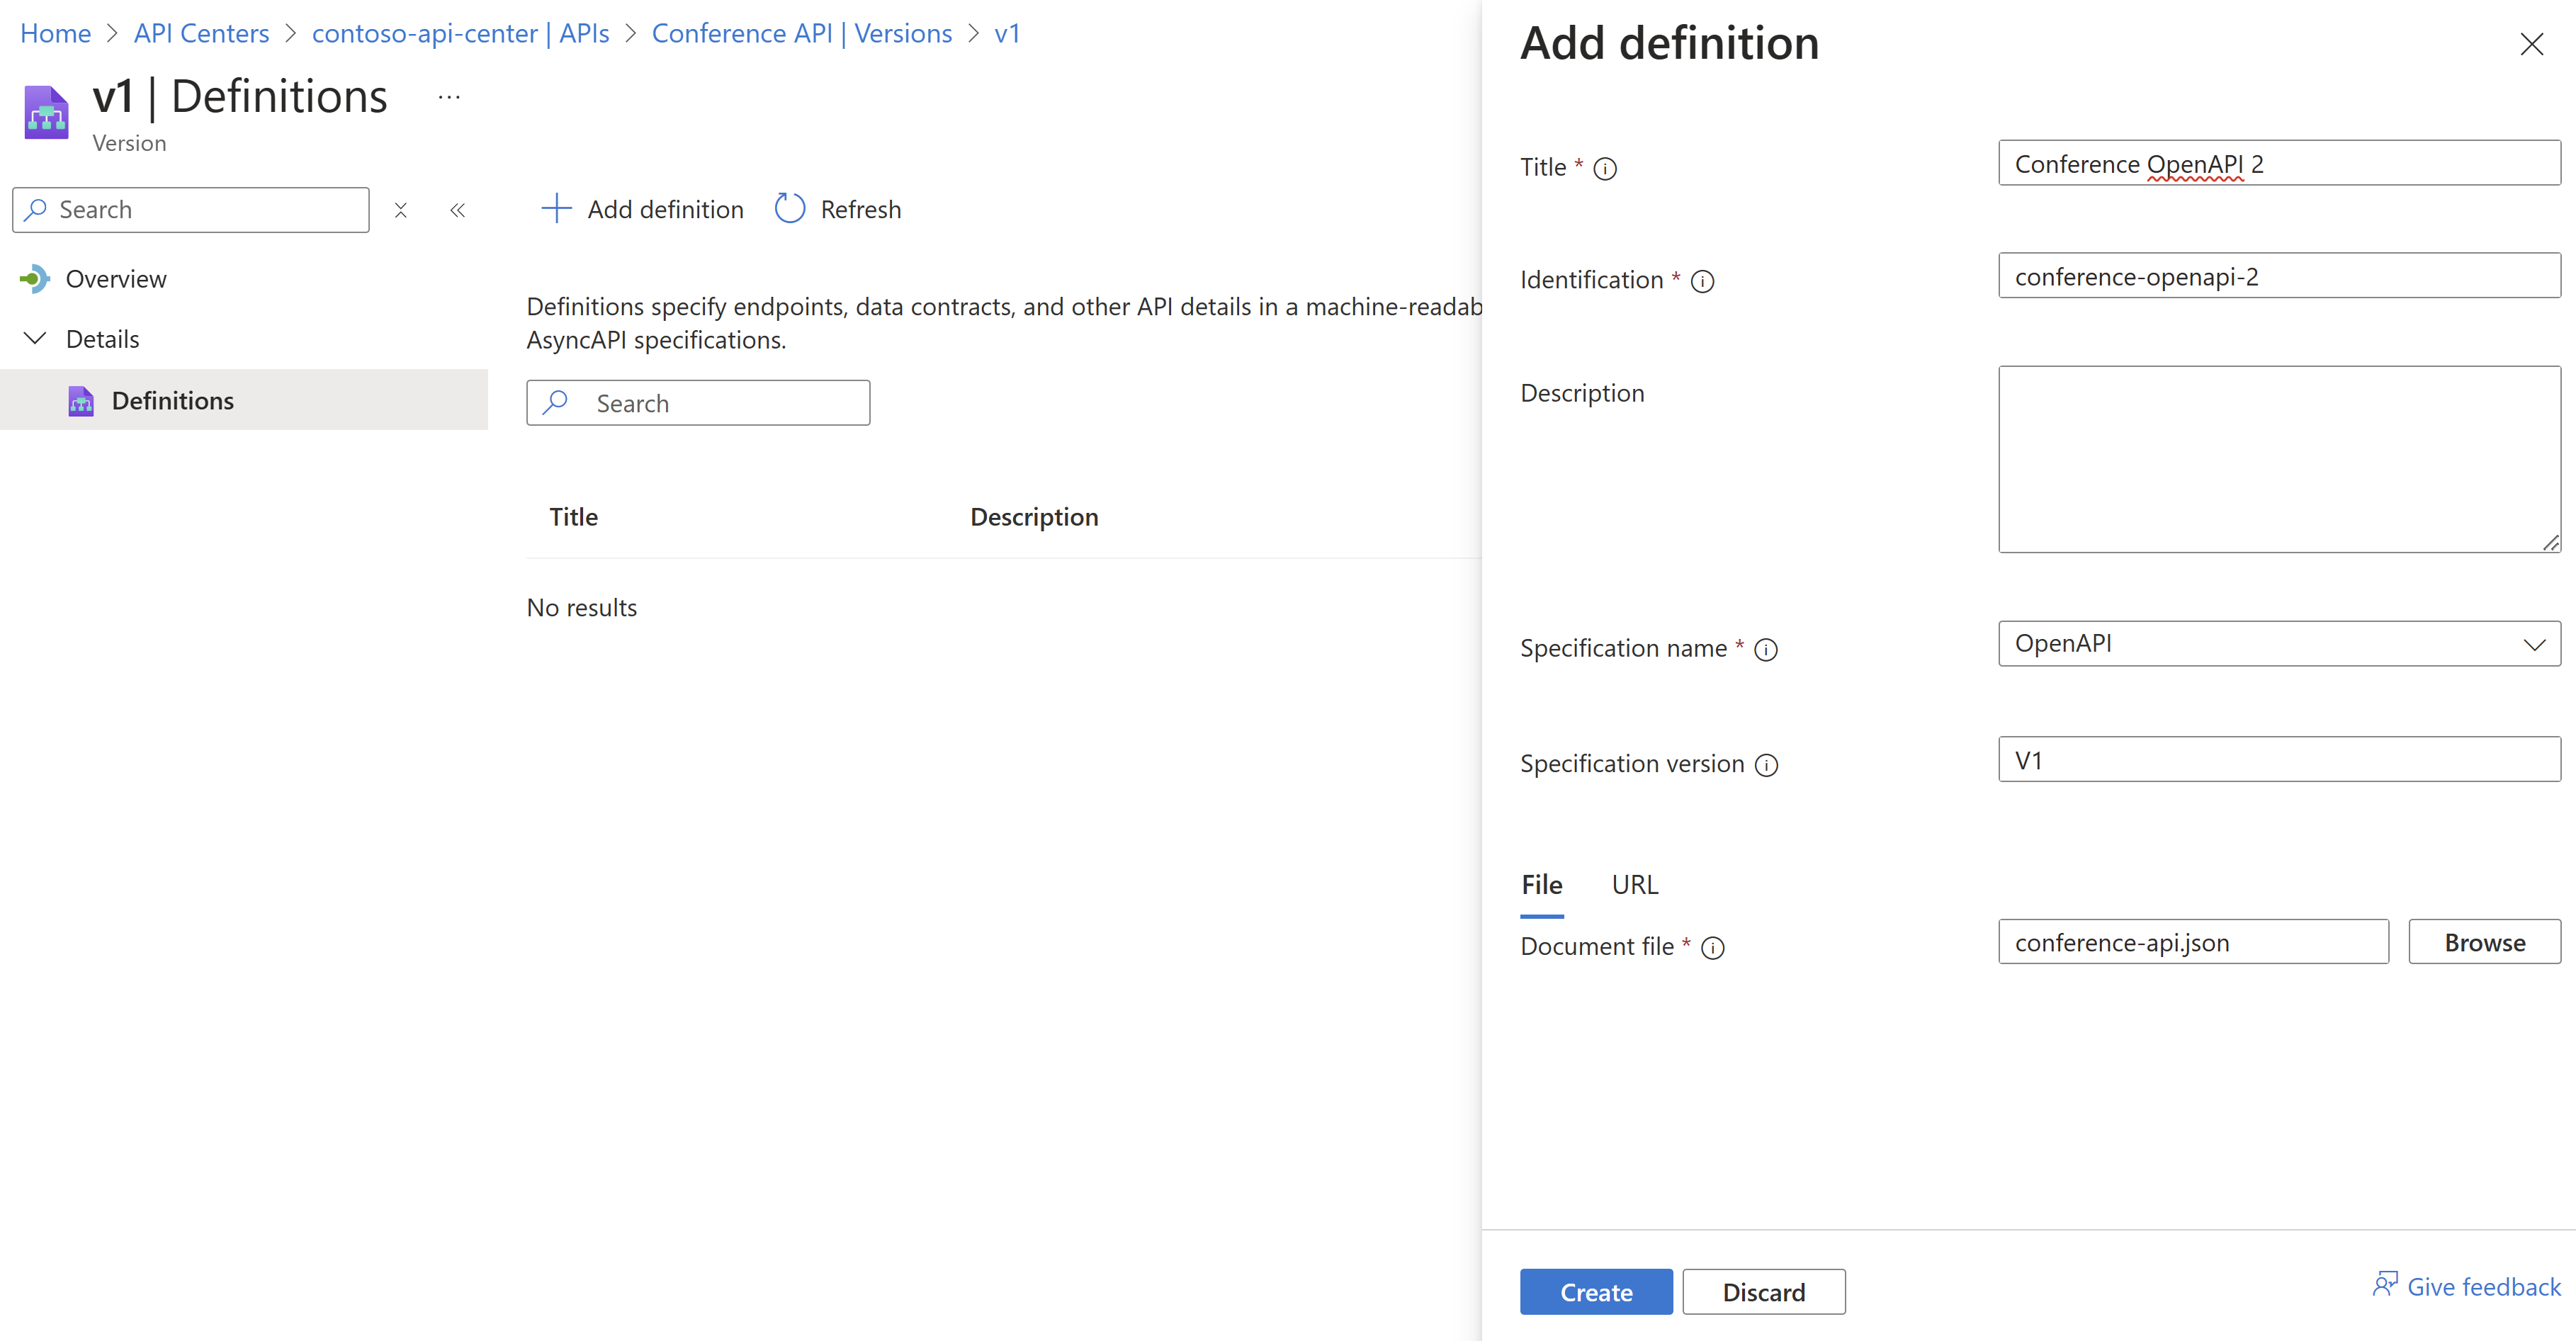 Home > API Centers > contoso-api-center | APIs > Conference API | Versions > v1
v1 | Definitions ...
Version
Search
Overview
Details
Definitions
Add definition Refresh
Definitions specify endpoints, data contracts, and other API details in a machine-readab
AsyncAPI specifications.
Search
Title Description
No results
Add definition
Title * Conference OpenAPI 2
Identification * conference-openapi-2
Description
Specification name * OpenAPI
Specification version V1
File URL
Document file * conference-api.json Browse
Create Discard Give feedback